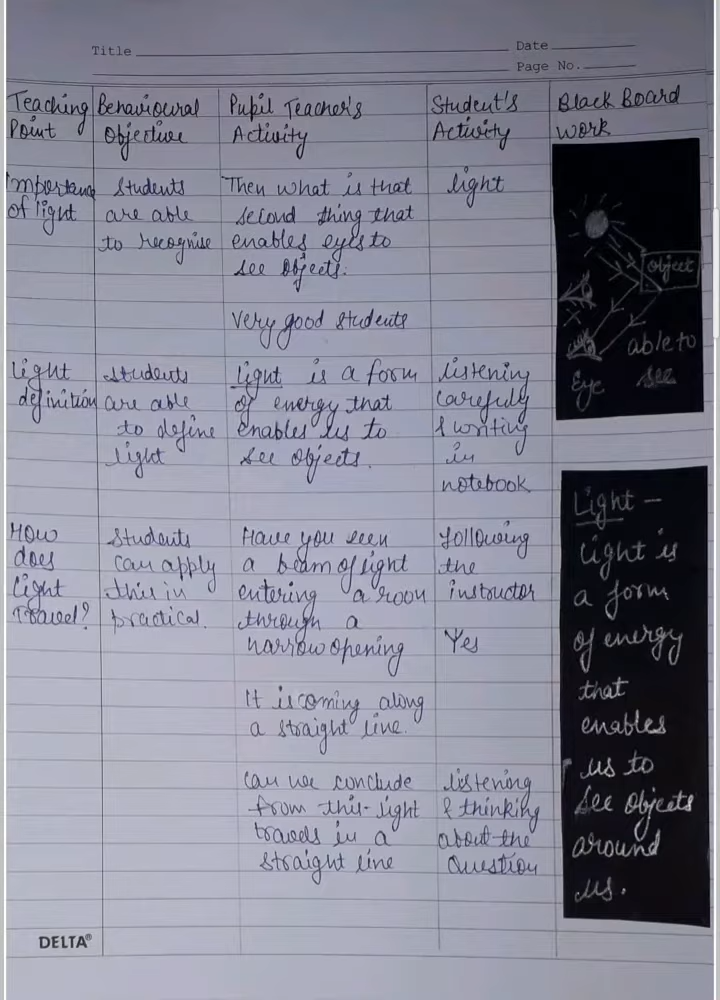 Title
Date
Page No.
Teaching Point
Behavioural Objective
Pupil Teacher's Activity
Student's Activity
Black Board work
Importance of light
Students
are able
to recognise
Then what is that
second thing that
enables eyes to
see objects.
Very good students
light
Object
able to
see
Eye
Light
definition
Students
are able
to define
light
Light is a form
of energy that
enables us to
see objects.
listening
carefully
& writing
in
notebook
Light –
light is
a form
of energy
that
enables
us to
see objects
around
us.
How
does
light
travel?
Students
can apply
this in
practical.
Have you seen
a beam of light
entering a room
through a
narrow opening
It is coming along
a straight line.
Can we conclude
from this- light
travels in a
straight line
following
the
instructor
Yes
listening
& thinking
about the
question
DELTA®